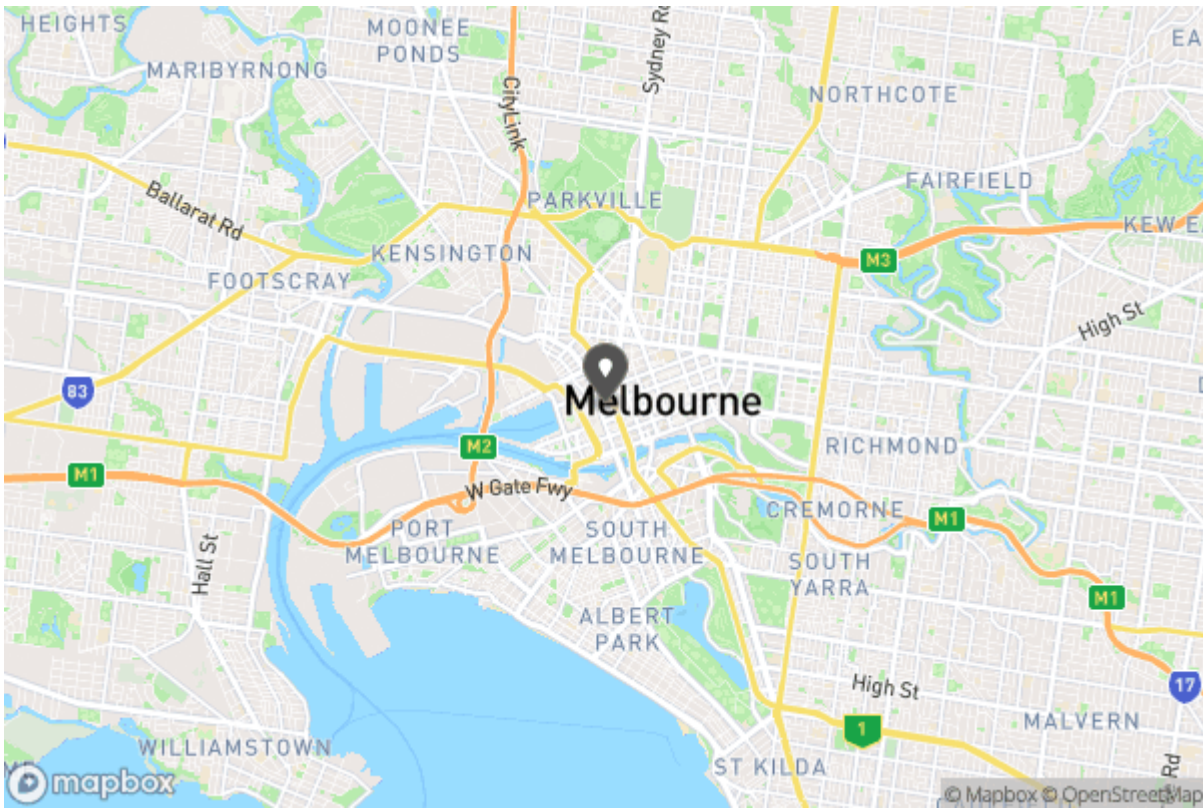 HEIGHTS
MOONEE
PONDS
MARIBYRNONG
CityLink
Sydney Rd
NORTHCOTE
EA
Ballarat Rd
PARKVILLE
FAIRFIELD
KENSINGTON
KEW E
FOOTSCRAY
M3
High St
83
Melbourne
M2
RICHMOND
M1
W Gate Fwy
PORT
MELBOURNE
SOUTH
MELBOURNE
CREMORNE
M1
Hall St
SOUTH
YARRA
M1
ALBERT
PARK
High St
17
1
MALVERN
WILLIAMSTOWN
ST KILDA
Rd
mapbox
© Mapbox © OpenStreetMap